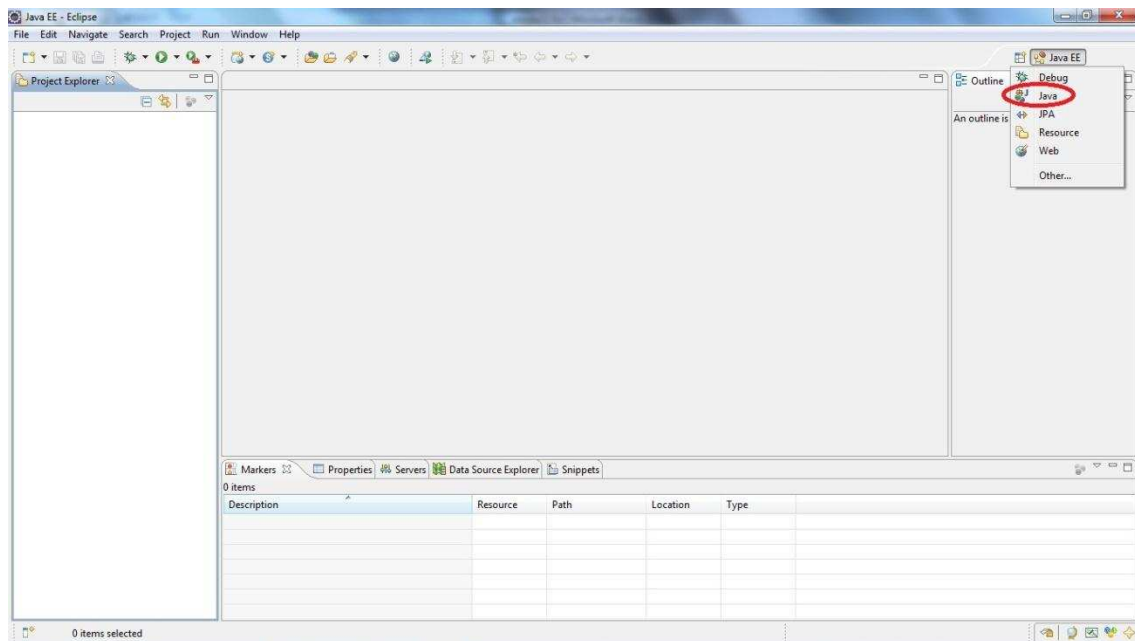 Java EE - Eclipse
File Edit Navigate Search Project Run Window Help
Java EE
Project Explorer
Outline
Debug
Java
An outline is
JPA
Resource
Web
Other...
Markers Properties Servers Data Source Explorer Snippets
0 items
Description Resource Path Location Type
0 items selected